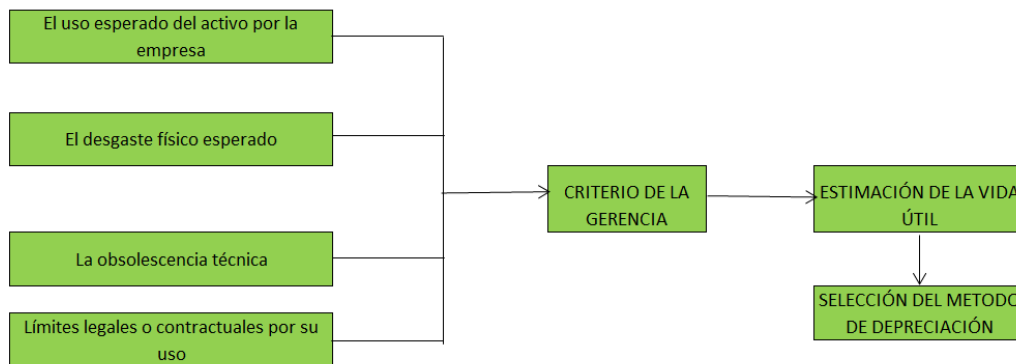 El uso esperado del activo por la
empresa
El desgaste físico esperado
La obsolescencia técnica
Límites legales o contractuales por su
uso
CRITERIO DE LA
GERENCIA
ESTIMACIÓN DE LA VIDA
ÚTIL
SELECCIÓN DEL METODO
DE DEPRECIACIÓN